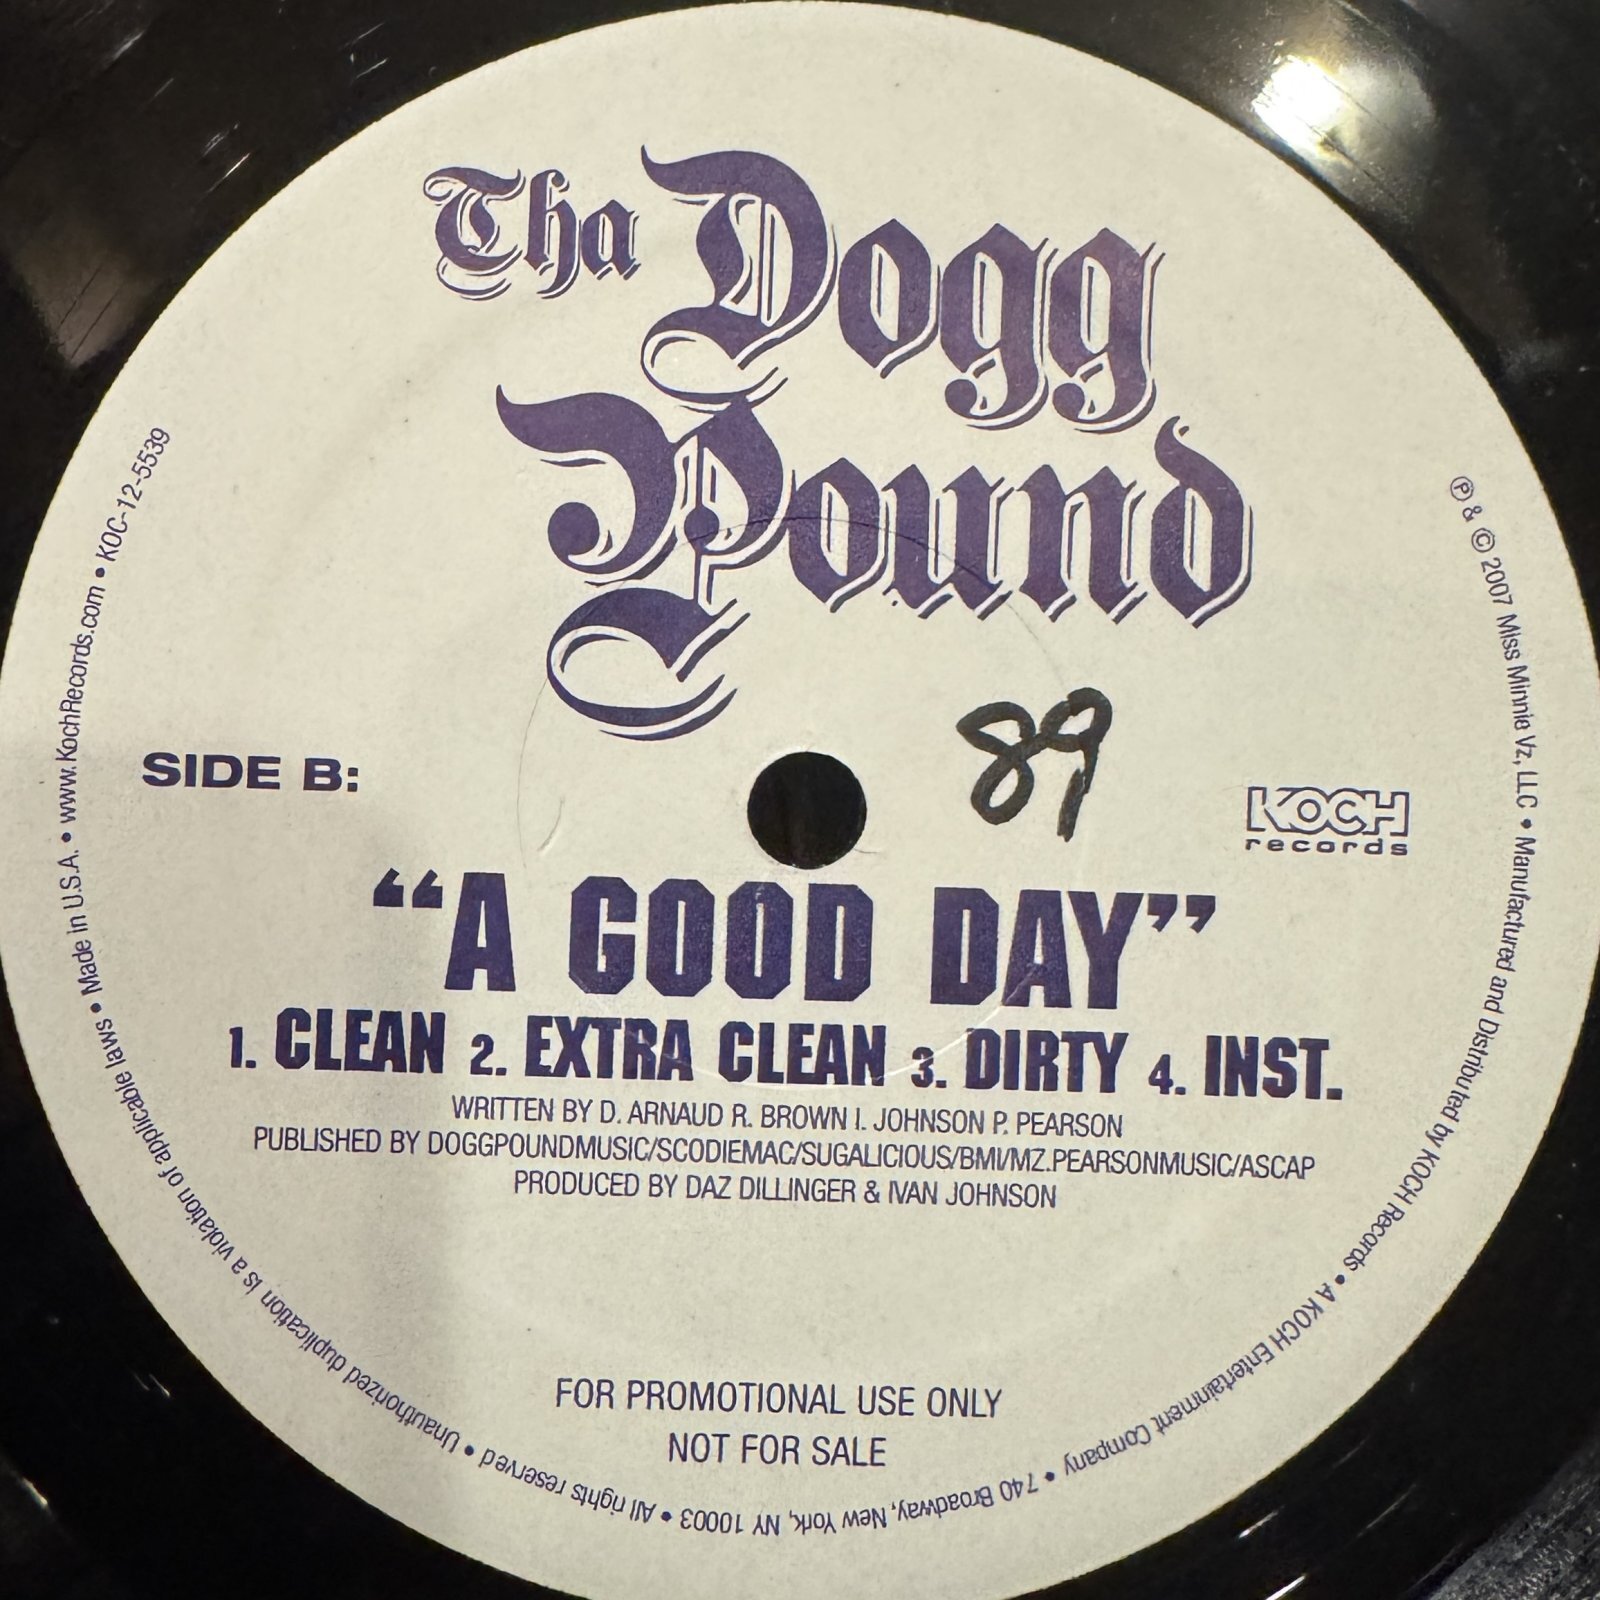 Tha Dogg
Pound
89
SIDE B:
KOCH
records
“A GOOD DAY”
1. CLEAN 2. EXTRA CLEAN 3. DIRTY 4. INST.
WRITTEN BY D. ARNAUD R. BROWN I. JOHNSON P. PEARSON
PUBLISHED BY DOGGPOUNDMUSIC/SCODIEMAC/SUGALICIOUS/BMI/MZ.PEARSONMUSIC/ASCAP
PRODUCED BY DAZ DILLINGER & IVAN JOHNSON
FOR PROMOTIONAL USE ONLY
NOT FOR SALE
℗ & © 2007 Miss Minnie Vz, LLC • Manufactured and Distributed by KOCH Records • A KOCH Entertainment Company • 740 Broadway, New York, NY 10003 • All rights reserved • Unauthorized duplication is a violation of applicable laws • Made in U.S.A. • www.KochRecords.com • KOC-12-5539